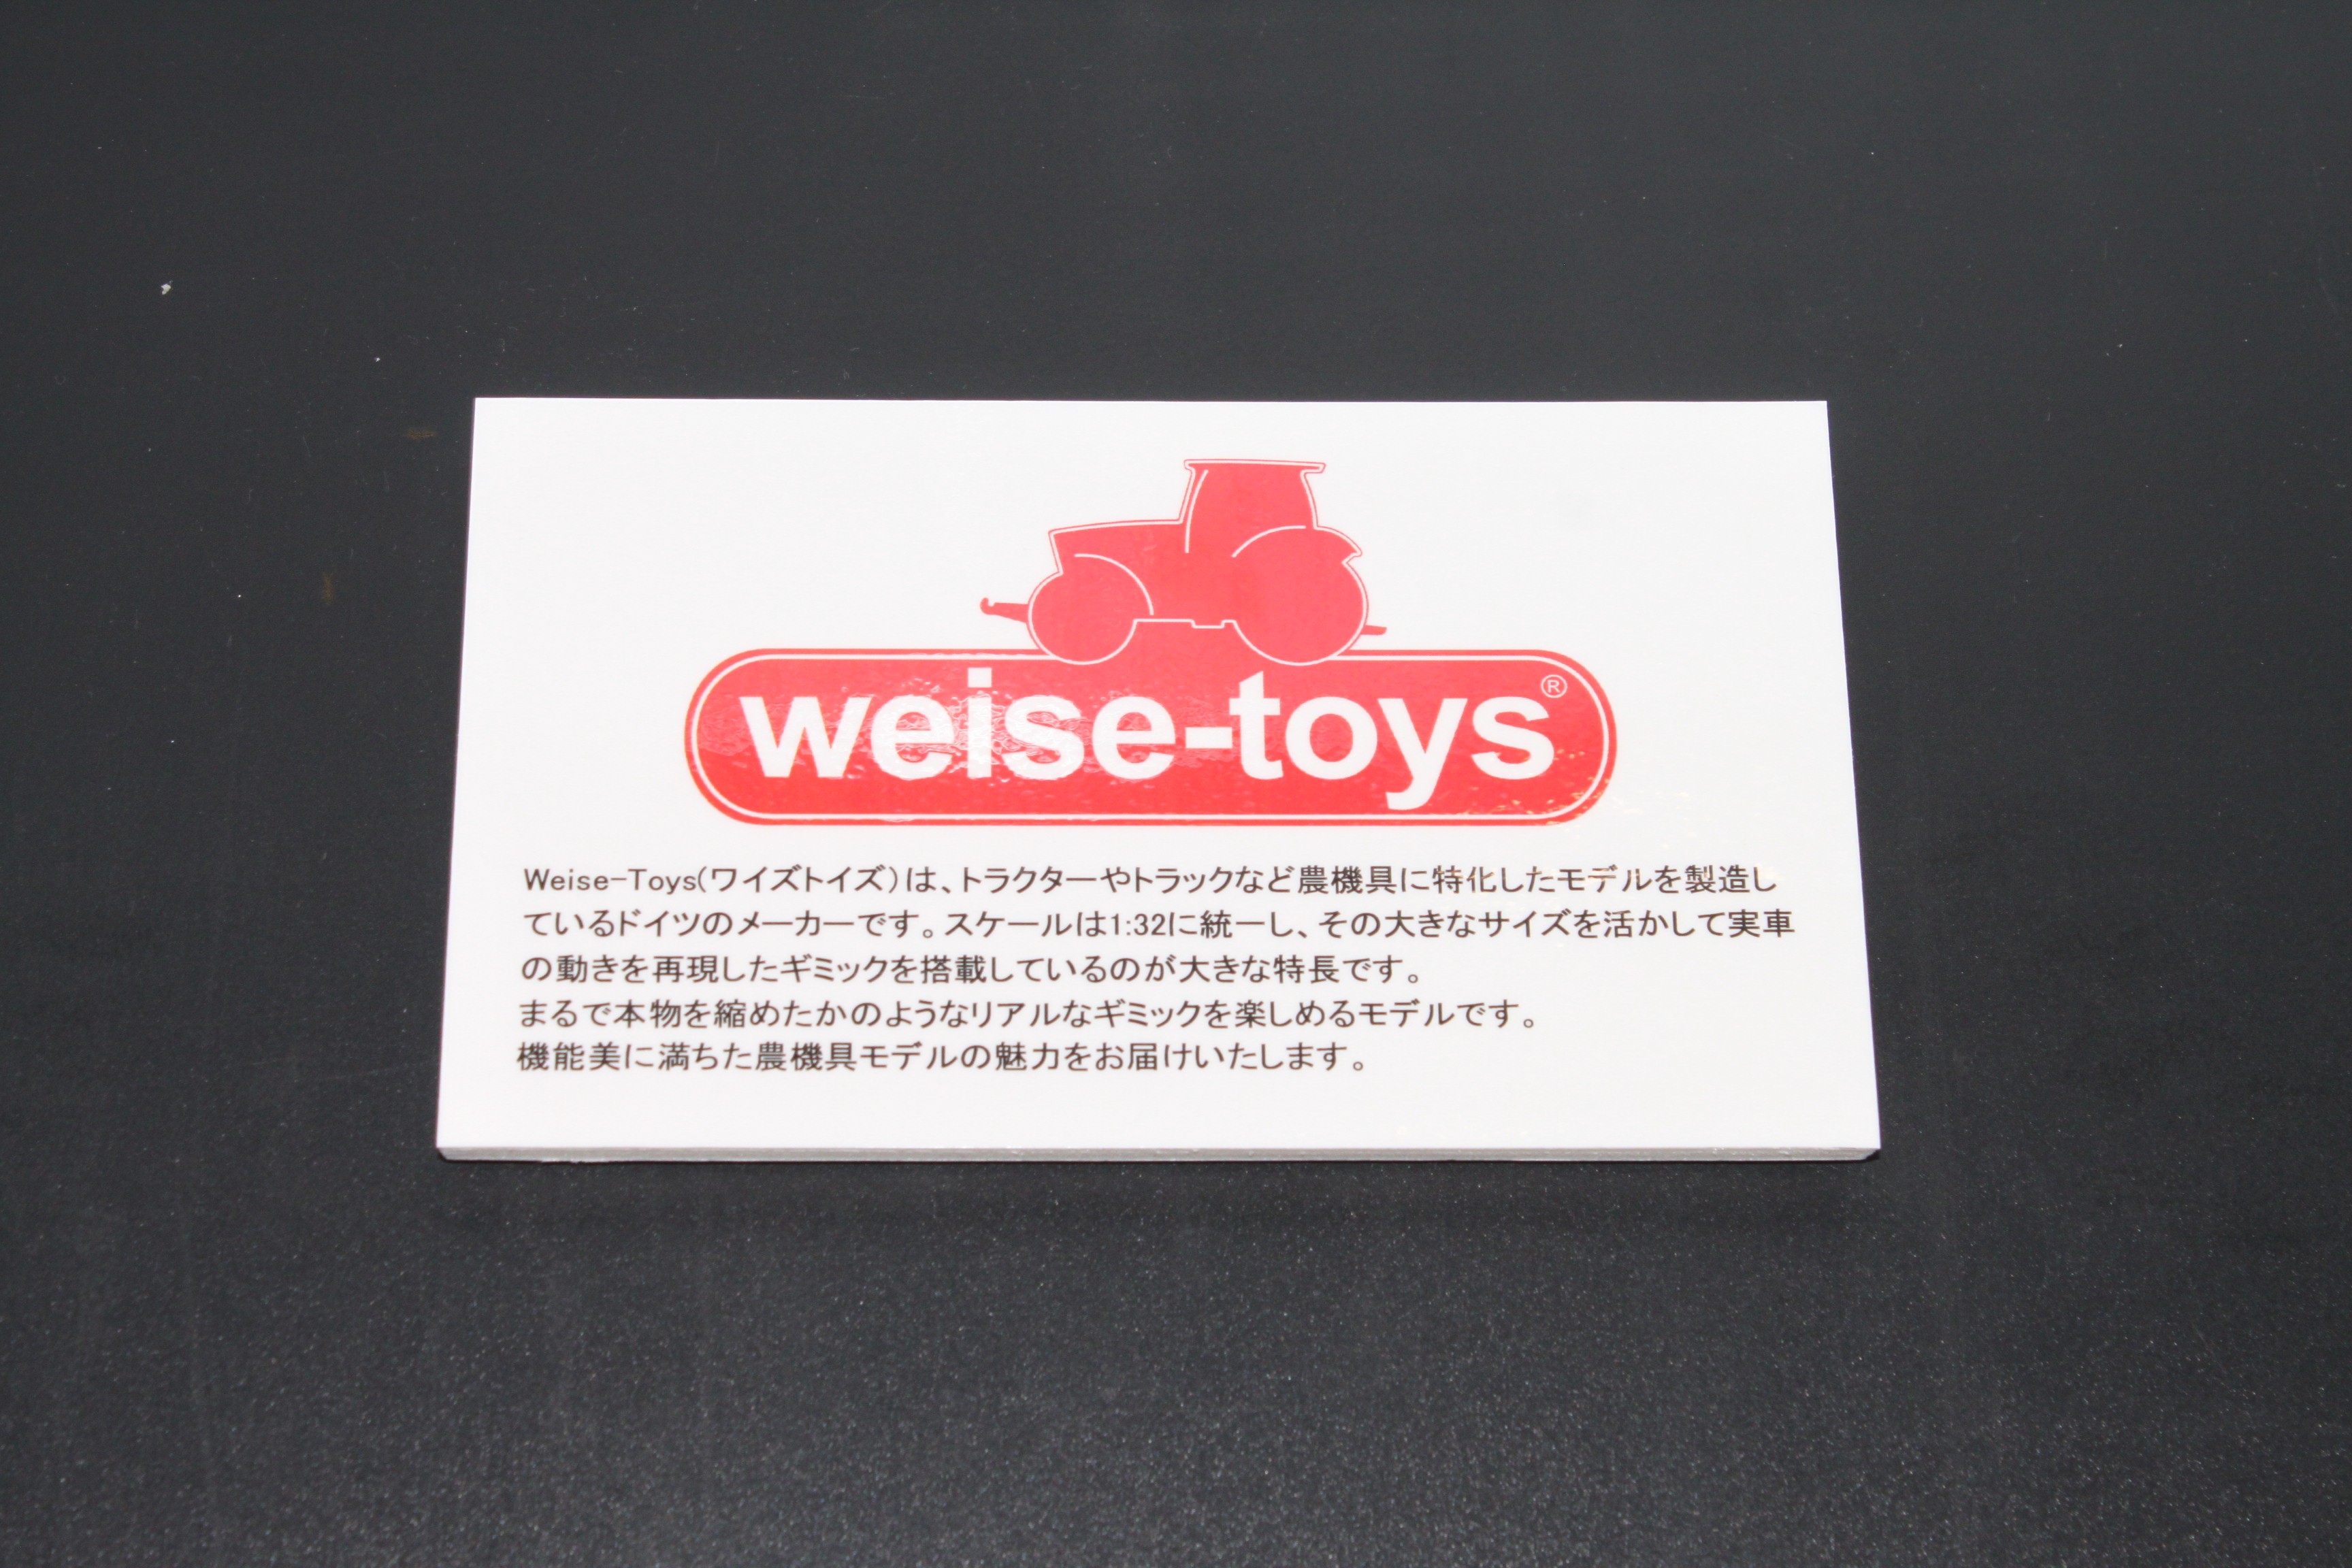 weise-toys®
Weise-Toys(ワイズトイズ)は、トラクターやトラックなど農機具に特化したモデルを製造し
ているドイツのメーカーです。スケールは1:32に統一し、その大きなサイズを活かして実車
の動きを再現したギミックを搭載しているのが大きな特長です。
まるで本物を縮めたかのようなリアルなギミックを楽しめるモデルです。
機能美に満ちた農機具モデルの魅力をお届けいたします。